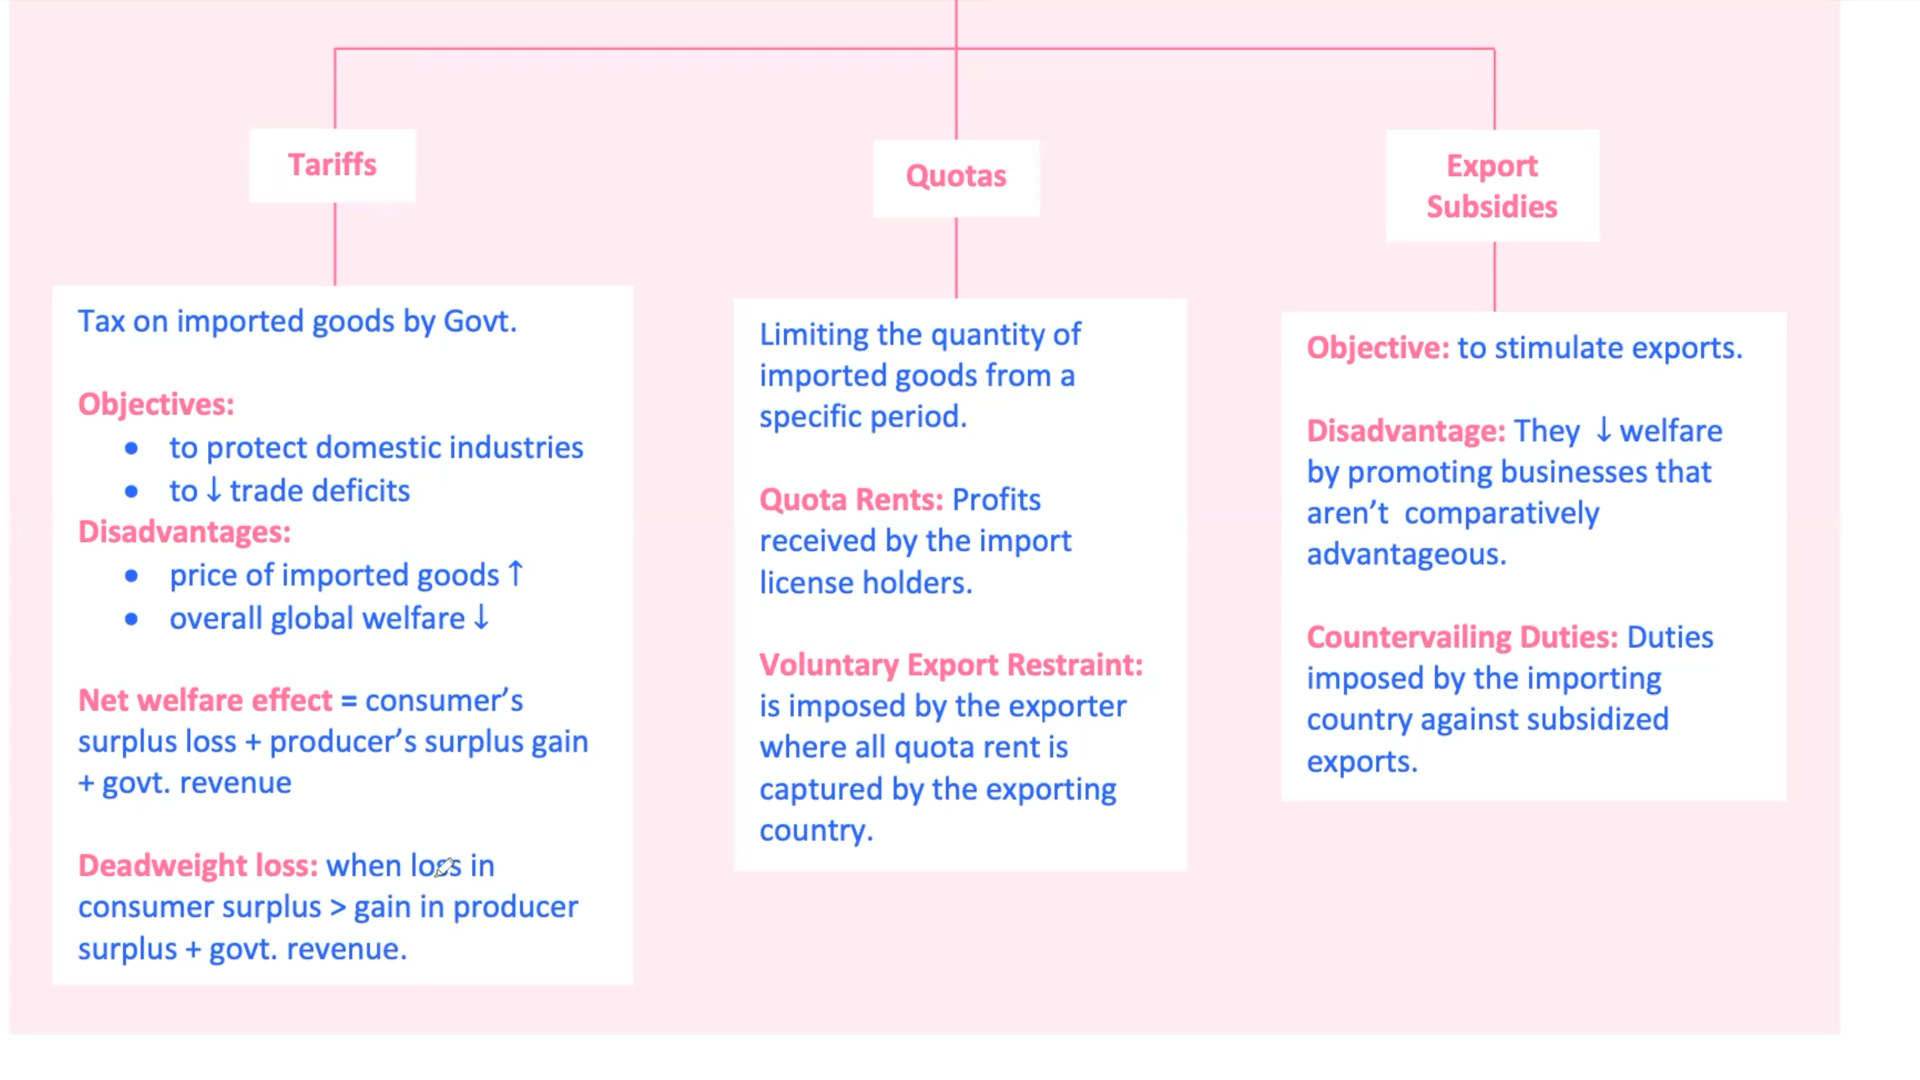 Tariffs
Tax on imported goods by Govt.
Objectives:
• to protect domestic industries
• to ↓ trade deficits
Disadvantages:
• price of imported goods ↑
• overall global welfare ↓
Net welfare effect = consumer’s
surplus loss + producer’s surplus gain
+ govt. revenue
Deadweight loss: when loss in
consumer surplus > gain in producer
surplus + govt. revenue.
Quotas
Limiting the quantity of
imported goods from a
specific period.
Quota Rents: Profits
received by the import
license holders.
Voluntary Export Restraint:
is imposed by the exporter
where all quota rent is
captured by the exporting
country.
Export
Subsidies
Objective: to stimulate exports.
Disadvantage: They ↓ welfare
by promoting businesses that
aren’t comparatively
advantageous.
Countervailing Duties: Duties
imposed by the importing
country against subsidized
exports.